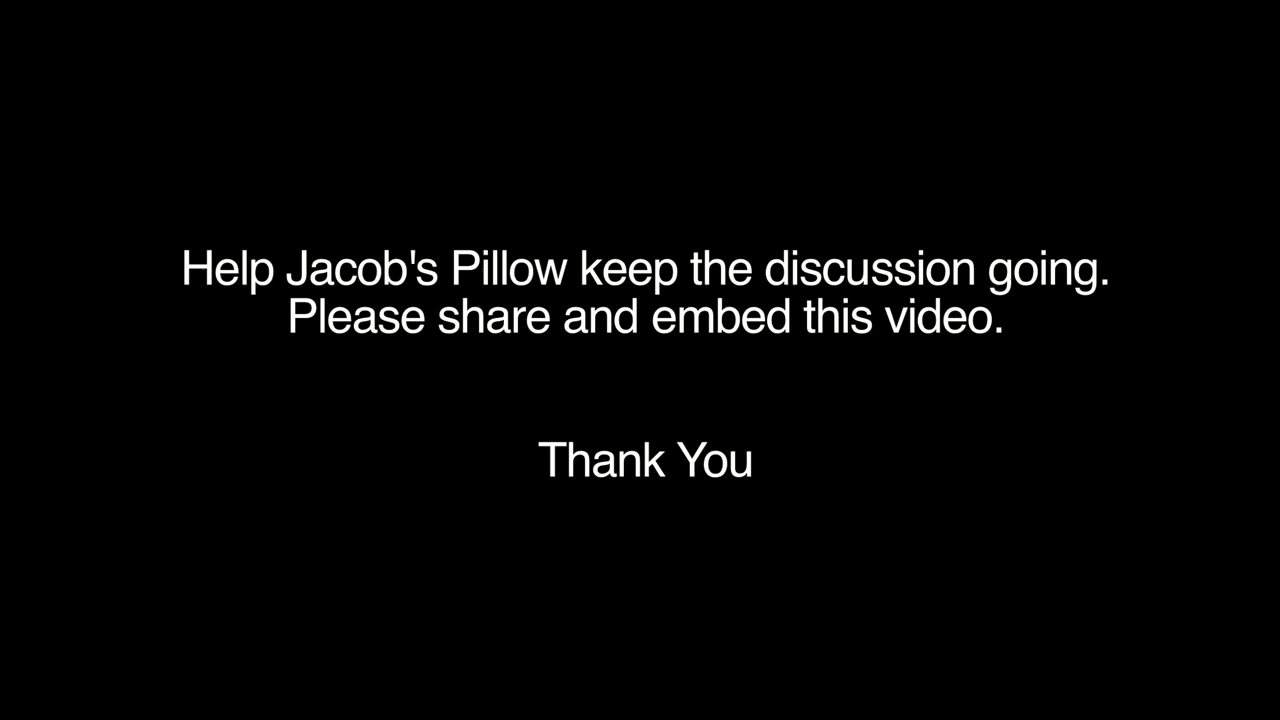 Help Jacob's Pillow keep the discussion going.
Please share and embed this video.
Thank You